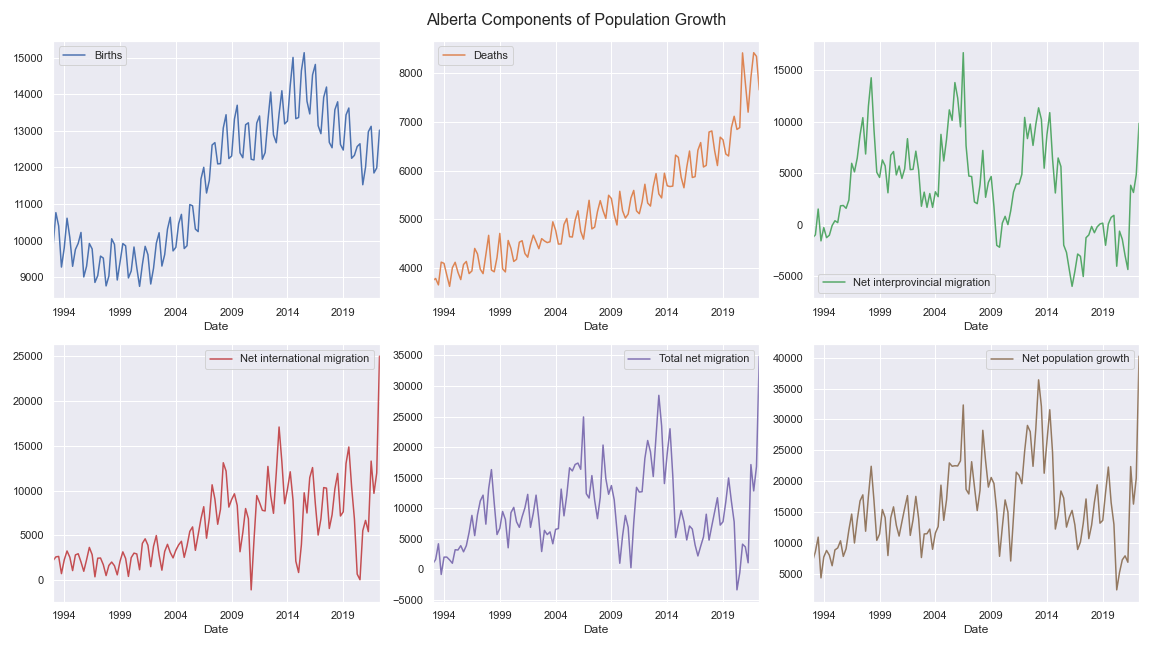 Alberta Components of Population Growth
Births
15000
14000
13000
12000
11000
10000
9000
1994 1999 2004 2009 2014 2019
Date
Deaths
8000
7000
6000
5000
4000
1994 1999 2004 2009 2014 2019
Date
15000
10000
5000
0
−5000
Net interprovincial migration
1994 1999 2004 2009 2014 2019
Date
Net international migration
25000
20000
15000
10000
5000
0
1994 1999 2004 2009 2014 2019
Date
Total net migration
35000
30000
25000
20000
15000
10000
5000
0
−5000
1994 1999 2004 2009 2014 2019
Date
Net population growth
40000
35000
30000
25000
20000
15000
10000
5000
1994 1999 2004 2009 2014 2019
Date